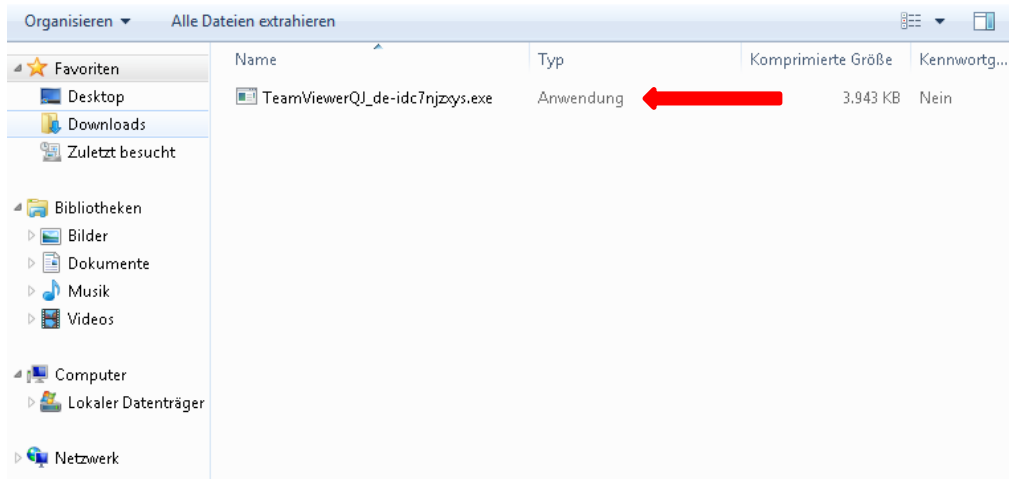 Organisieren Alle Dateien extrahieren
Name Typ Komprimierte Größe Kennwortg...
TeamViewerQJ_de-idc7njzxys.exe Anwendung 3.943 KB Nein
Favoriten
Desktop
Downloads
Zuletzt besucht
Bibliotheken
Bilder
Dokumente
Musik
Videos
Computer
Lokaler Datenträger
Netzwerk